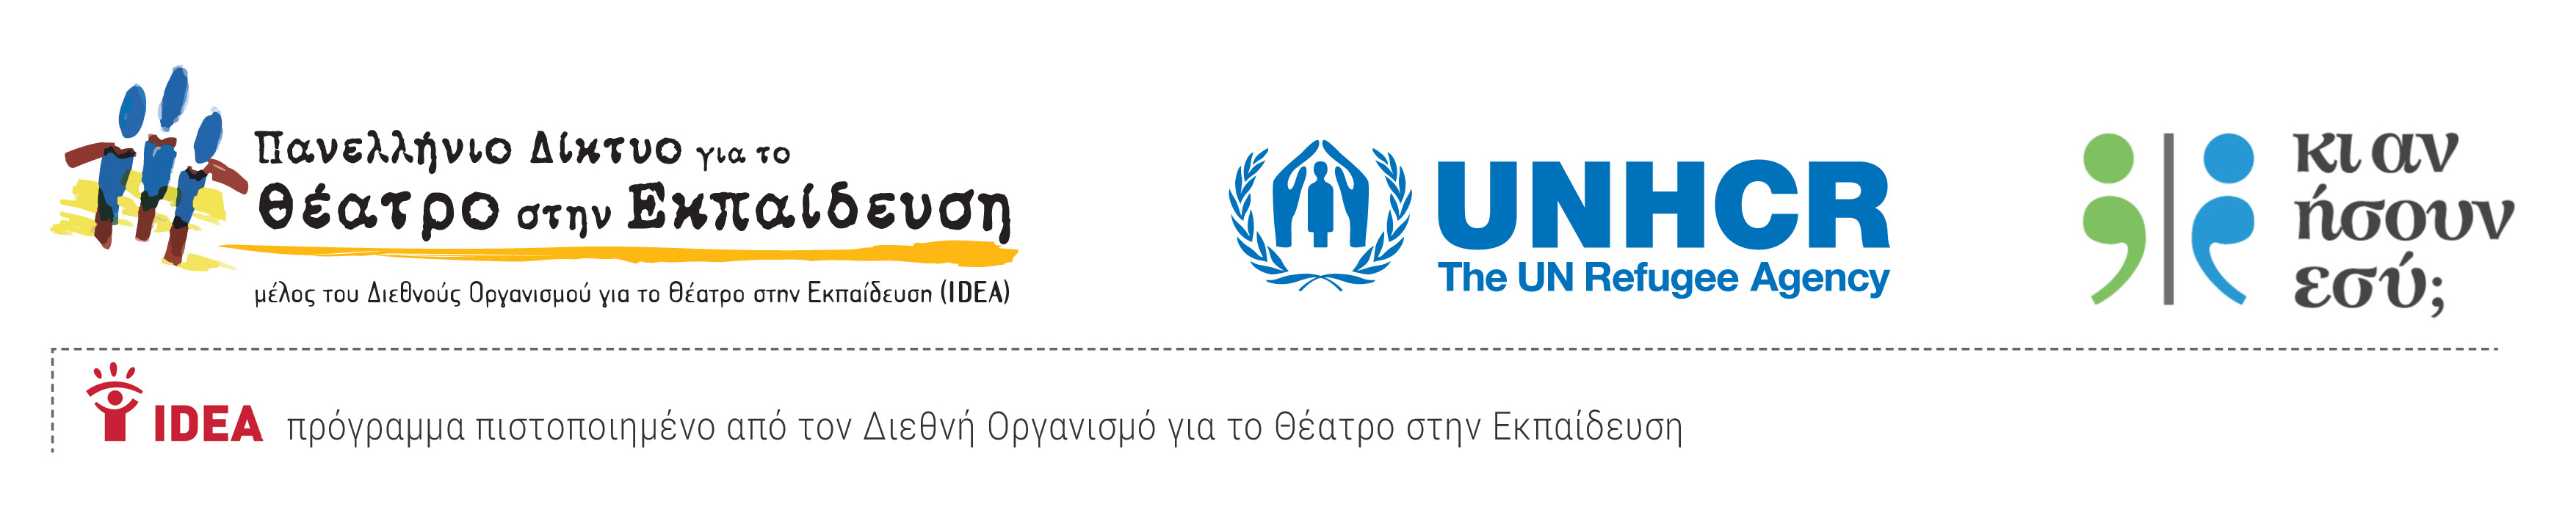 Πανελλήνιο Δίκτυο για το
Θέατρο στην Εκπαίδευση
μέλος του Διεθνούς Οργανισμού για το Θέατρο στην Εκπαίδευση (IDEA)
UNHCR
The UN Refugee Agency
κι αν
ήσουν
εσύ;
IDEA πρόγραμμα πιστοποιημένο από τον Διεθνή Οργανισμό για το Θέατρο στην Εκπαίδευση